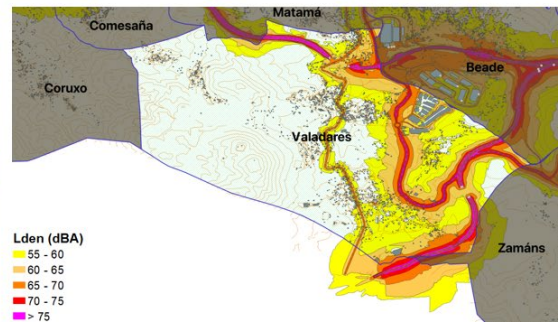 Matamá
Comesaña
Beade
Coruxo
Valadares
Zamáns
Lden (dBA)
55 - 60
60 - 65
65 - 70
70 - 75
> 75